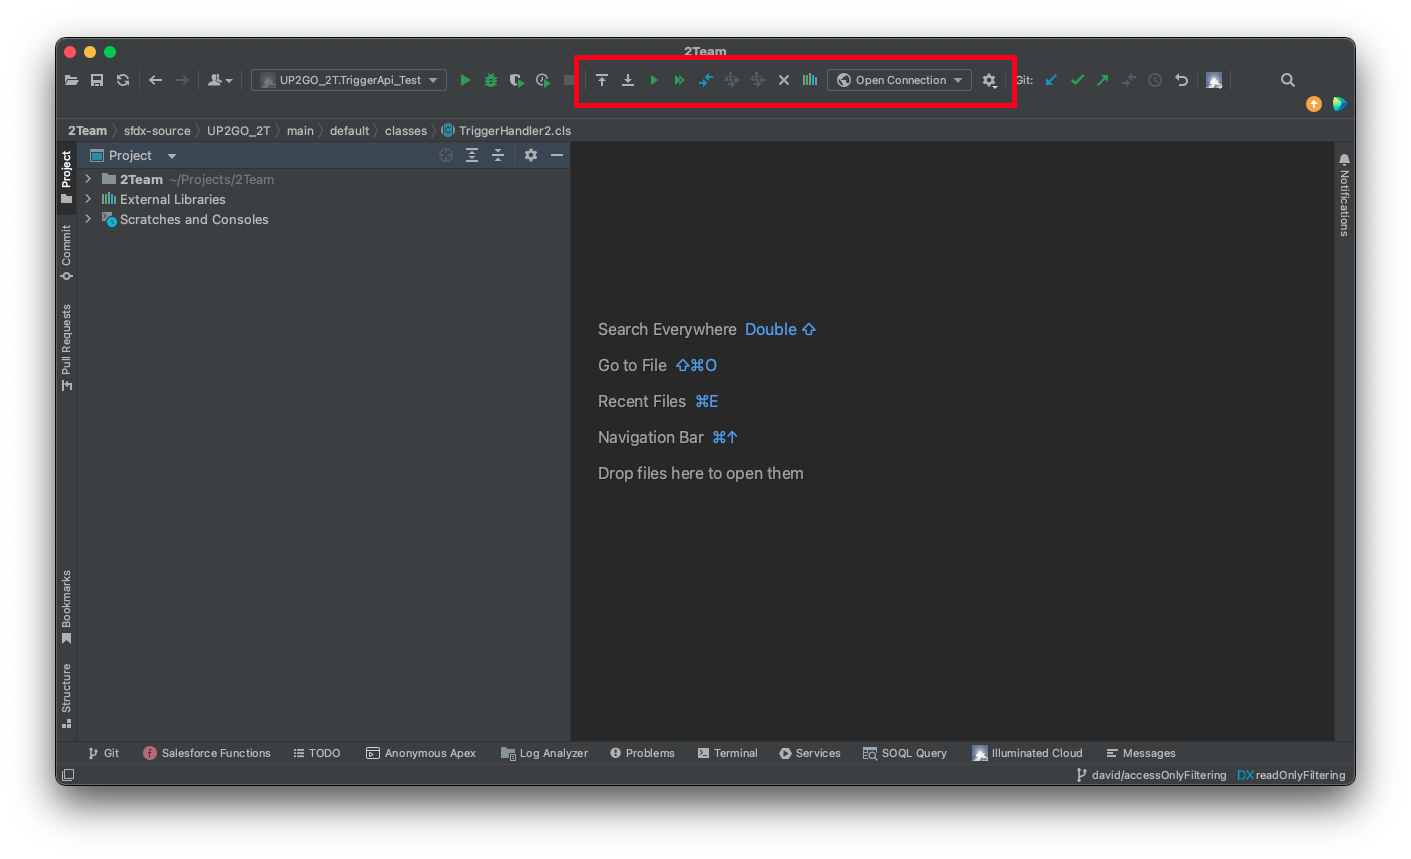 2Team
UP2GO_2T.TriggerApi_Test
Open Connection
Git:
2Team sfdx-source UP2GO_2T main default classes TriggerHandler2.cls
Project
Project
2Team ~/Projects/2Team
External Libraries
Scratches and Consoles
Commit
Pull Requests
Bookmarks
Structure
Notifications
Search Everywhere Double ⇧
Go to File ⇧⌘O
Recent Files ⌘E
Navigation Bar ⌘↑
Drop files here to open them
Git Salesforce Functions TODO Anonymous Apex Log Analyzer Problems Terminal Services SOQL Query Illuminated Cloud Messages
david/accessOnlyFiltering DX readOnlyFiltering